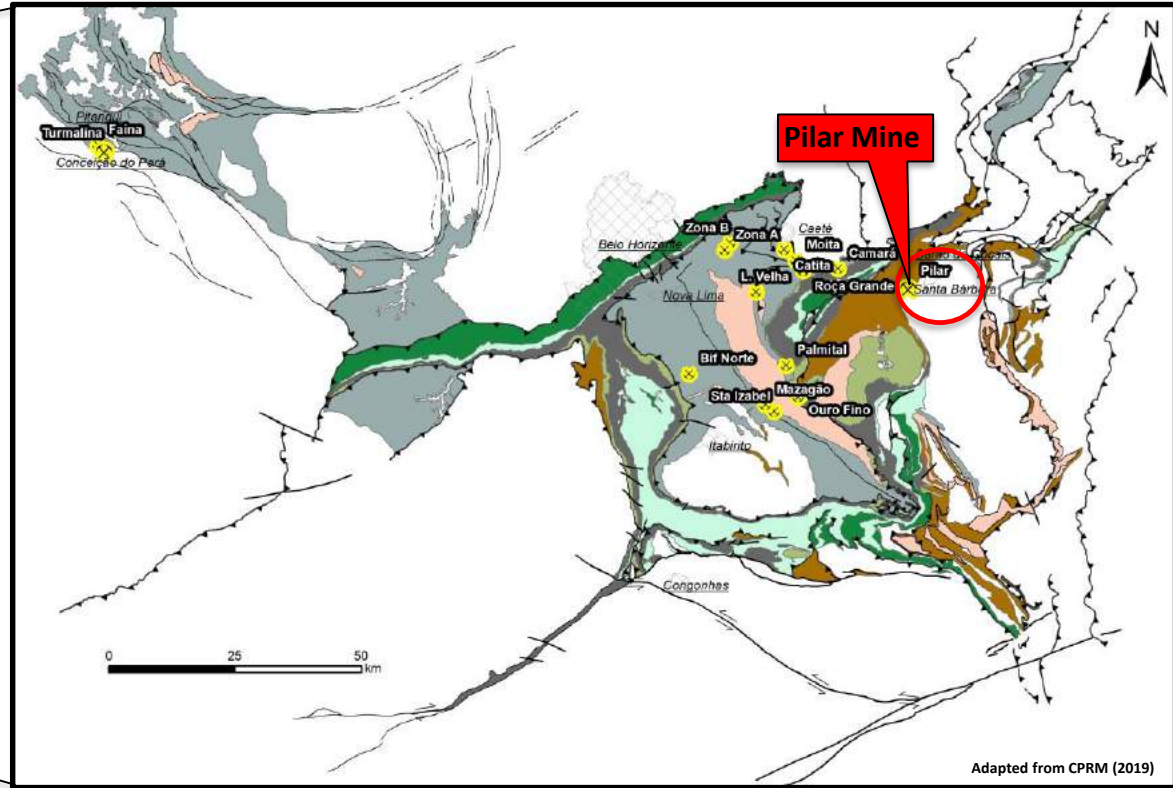 N
Pilar Mine
Pitangui
Turmalina Faina
Conceição do Pará
Zona B
Zona A
Caeté
Moita
Belo Horizonte
Camará
Catita
Pilar
L. Velha
Roça Grande
Santa Bárbara
Nova Lima
Palmital
Bif Norte
Mazagão
Sta Izabel
Ouro Fino
Itabirito
Congonhas
0 25 50
km
Adapted from CPRM (2019)